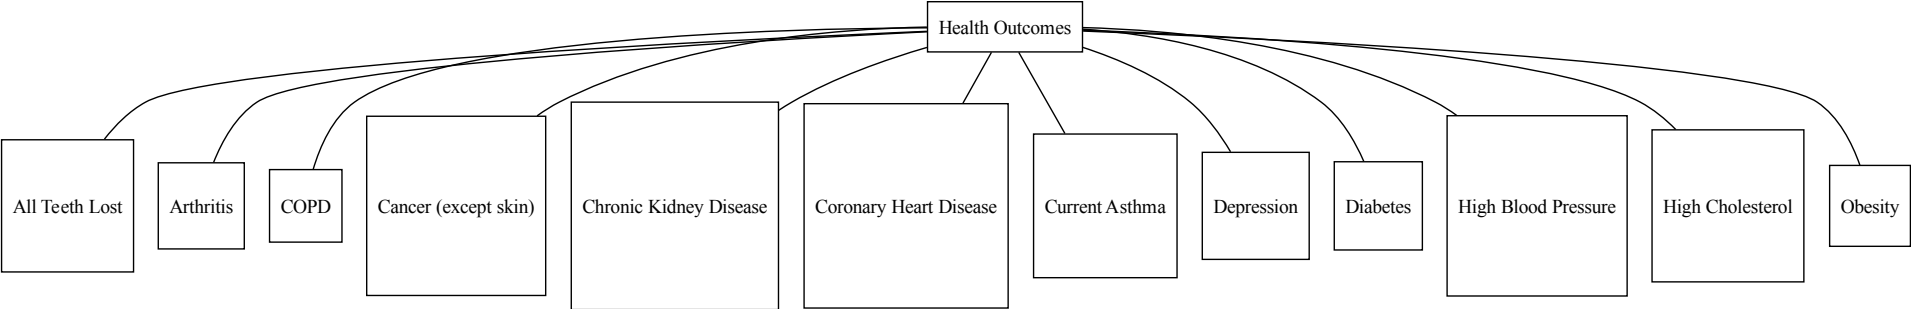 Health Outcomes
All Teeth Lost
Arthritis
COPD
Cancer (except skin)
Chronic Kidney Disease
Coronary Heart Disease
Current Asthma
Depression
Diabetes
High Blood Pressure
High Cholesterol
Obesity